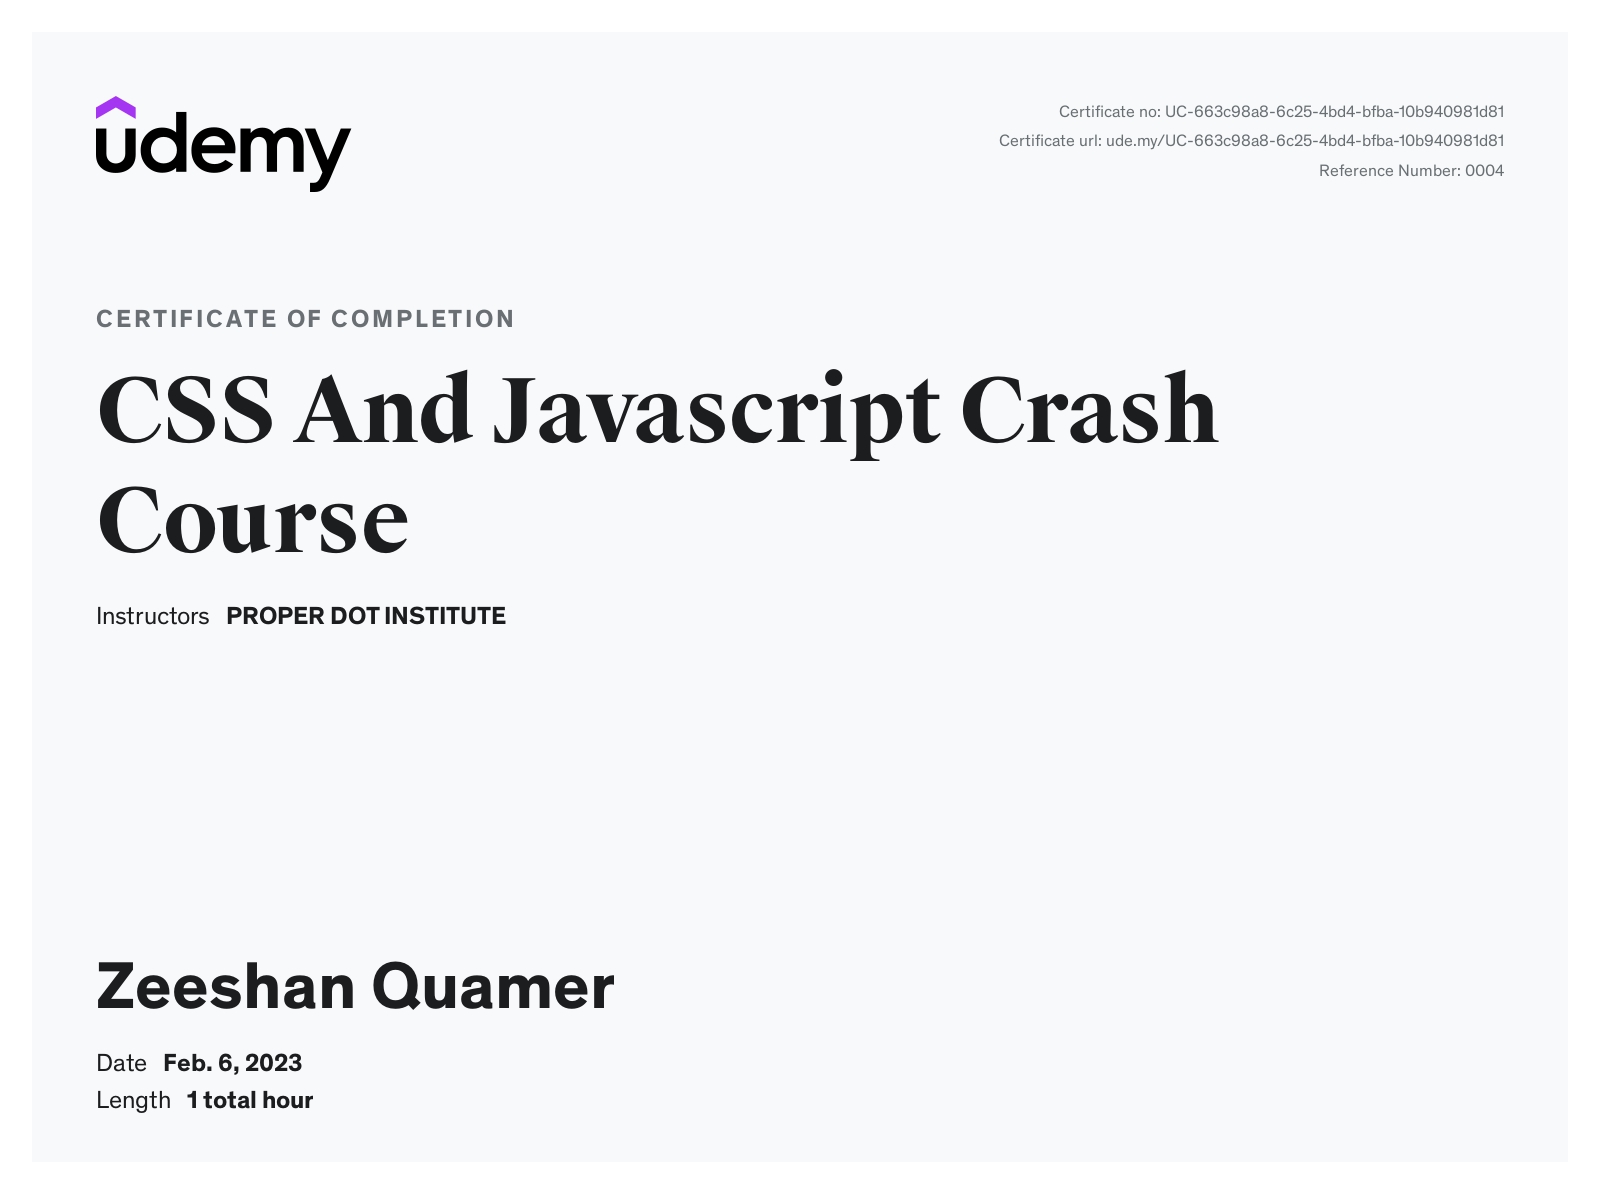 udemy
Certificate no: UC-663c98a8-6c25-4bd4-bfba-10b940981d81
Certificate url: ude.my/UC-663c98a8-6c25-4bd4-bfba-10b940981d81
Reference Number: 0004
CERTIFICATE OF COMPLETION
CSS And Javascript Crash
Course
Instructors PROPER DOT INSTITUTE
Zeeshan Quamer
Date Feb. 6, 2023
Length 1 total hour